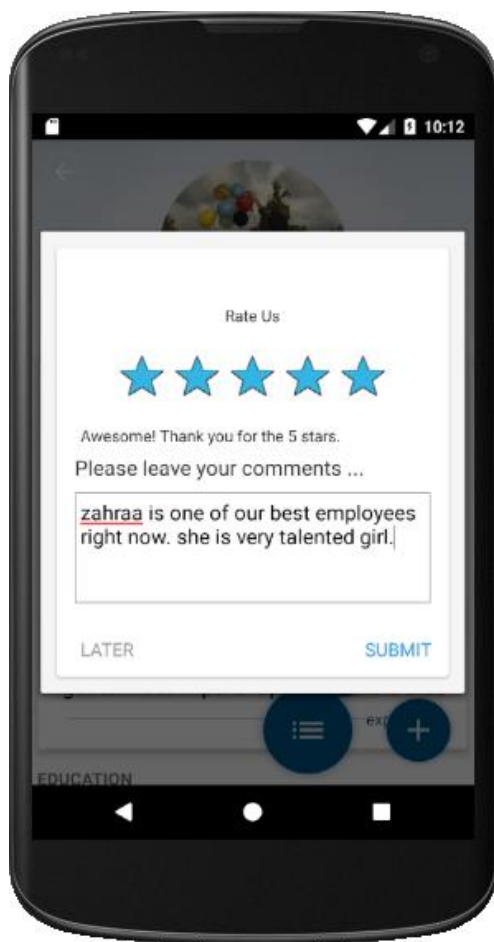 10:12
Rate Us
Awesome! Thank you for the 5 stars.
Please leave your comments ...
zahraa is one of our best employees
right now. she is very talented girl.
LATER
SUBMIT
EDUCATION